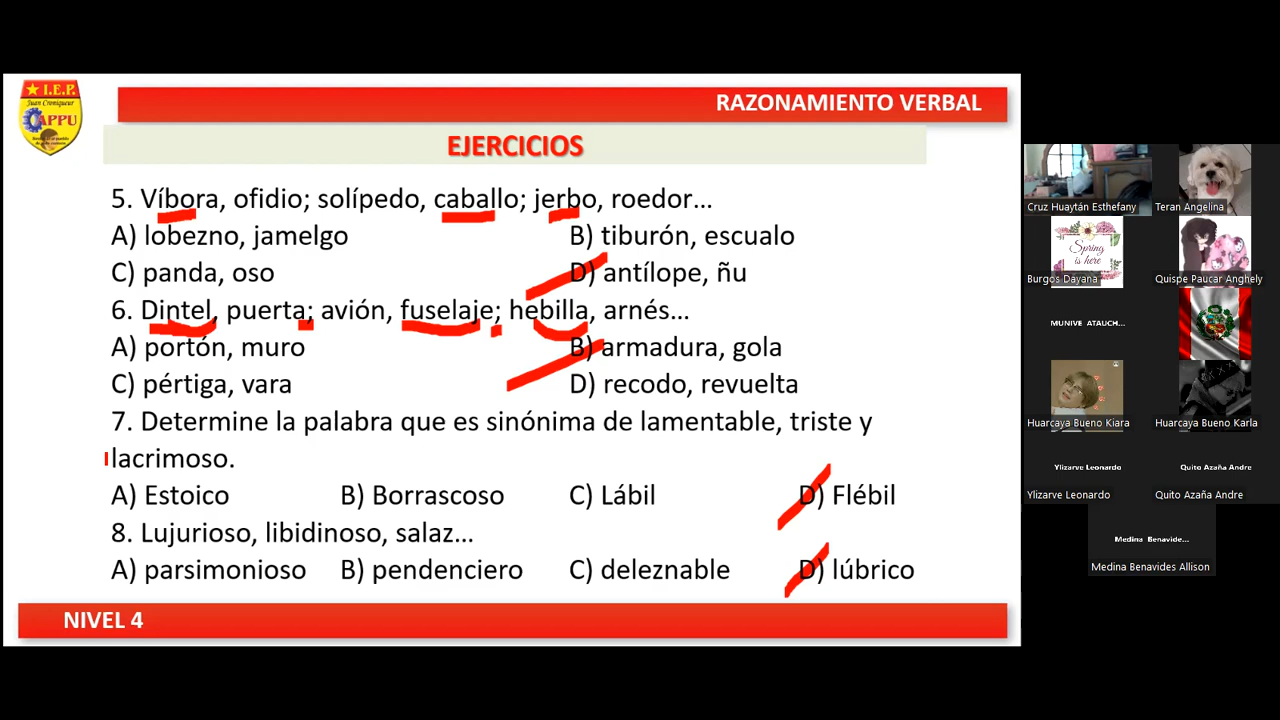 I.E.P.
Juan Croniqueur
APPU
RAZONAMIENTO VERBAL
EJERCICIOS
5. Víbora, ofidio; solípedo, caballo; jerbo, roedor...
A) lobezno, jamelgo B) tiburón, escualo
C) panda, oso D) antílope, ñu
6. Dintel, puerta; avión, fuselaje; hebilla, arnés...
A) portón, muro B) armadura, gola
C) pértiga, vara D) recodo, revuelta
7. Determine la palabra que es sinónima de lamentable, triste y
lacrimoso.
A) Estoico B) Borrascoso C) Lábil D) Flébil
8. Lujurioso, libidinoso, salaz...
A) parsimonioso B) pendenciero C) deleznable D) lúbrico
NIVEL 4
Cruz Huaytán Esthefany
Teran Angelina
Spring
is here
Burgos Dayana
Quispe Paucar Anghely
MUNIVE ATAUCH...
Huarcaya Bueno Kiara
Huarcaya Bueno Karla
Ylizarve Leonardo
Quito Azaña Andre
Ylizarve Leonardo
Quito Azaña Andre
Medina Benavide...
Medina Benavides Allison